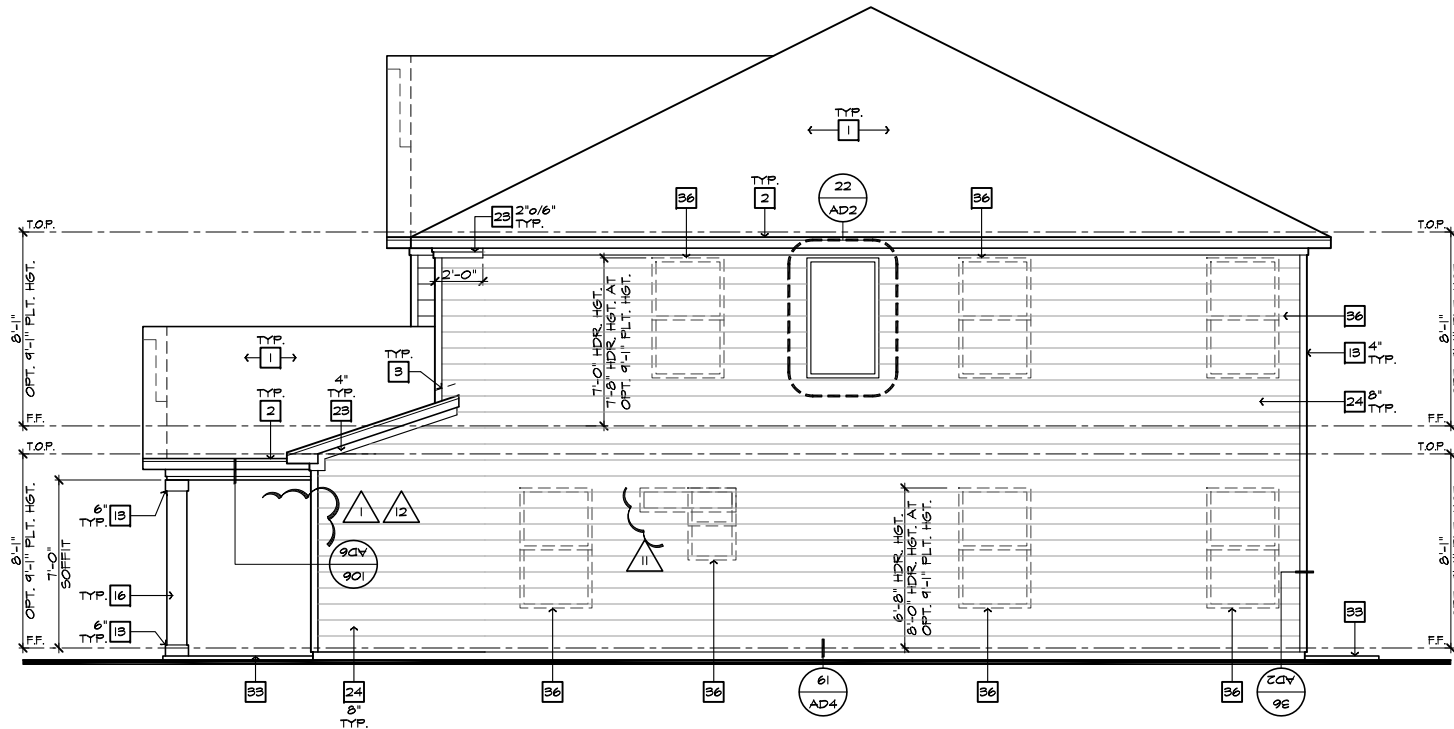 TYP.
1
TYP.
2
22
AD2
36
36
23
2"o/6"
TYP.
T.O.P.
T.O.P.
2'-0"
8'-1"
OPT. 9'-1" PLT. HGT.
7'-0" HDR. HGT.
7'-8" HDR. HGT. AT
OPT. 9'-1" PLT. HGT.
8'-1"
36
13
4"
TYP.
24
8"
TYP.
TYP.
1
TYP.
3
TYP.
2
4"
TYP.
23
F.F.
F.F.
T.O.P.
T.O.P.
8'-1"
OPT. 9'-1" PLT. HGT.
7'-0"
SOFFIT
6"
TYP.
13
TYP.
16
6"
TYP.
13
1
12
AD6
106
11
6'-8" HDR. HGT.
8'-0" HDR. HGT. AT
OPT. 9'-1" PLT. HGT.
8'-1"
33
F.F.
F.F.
33
24
8"
TYP.
36
36
61
AD4
36
36
AD2
36